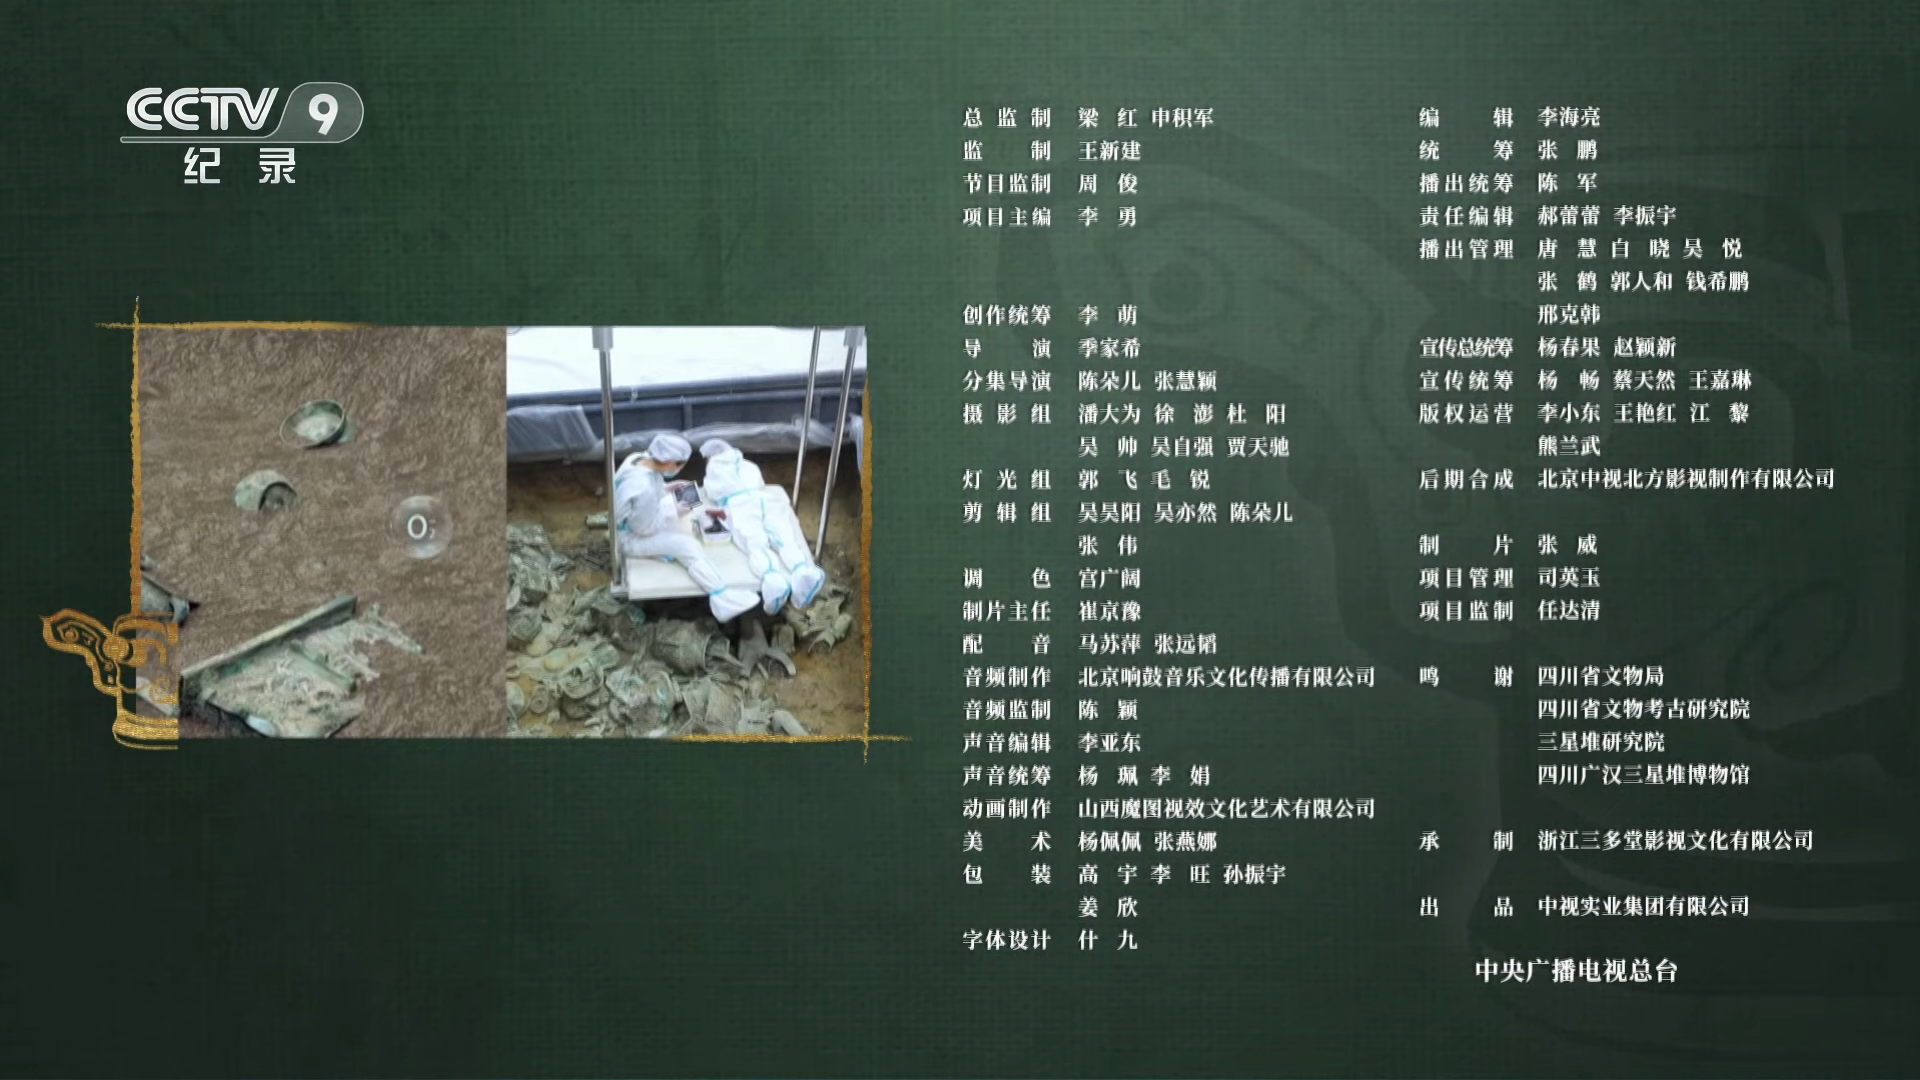 CCTV 9
纪 录
O₂
总监制 梁红 申积军
监制 王新建
节目监制 周俊
项目主编 李勇
创作统筹 李萌
导演 季家希
分集导演 陈朵儿 张慧颖
摄影组 潘大为 徐澎 杜阳
吴帅 吴自强 贾天驰
灯光组 郭飞 毛锐
剪辑组 吴昊阳 吴亦然 陈朵儿
张伟
调色 宫广阔
制片主任 崔京豫
配音 马苏萍 张远韬
音频制作 北京响鼓音乐文化传播有限公司
音频监制 陈颖
声音编辑 李亚东
声音统筹 杨珮 李娟
动画制作 山西魔图视效文化艺术有限公司
美术 杨佩佩 张燕娜
包装 高宇 李旺 孙振宇
姜欣
字体设计 什九
编辑 李海亮
统筹 张鹏
播出统筹 陈军
责任编辑 郝蕾蕾 李振宇
播出管理 唐慧 白晓 吴悦
张鹤 郭人和 钱希鹏
邢克韩
宣传总统筹 杨春果 赵颖新
宣传统筹 杨畅 蔡天然 王嘉琳
版权运营 李小东 王艳红 江黎
熊兰武
后期合成 北京中视北方影视制作有限公司
制片 张威
项目管理 司英玉
项目监制 任达清
鸣谢 四川省文物局
四川省文物考古研究院
三星堆研究院
四川广汉三星堆博物馆
承制 浙江三多堂影视文化有限公司
出品 中视实业集团有限公司
中央广播电视总台